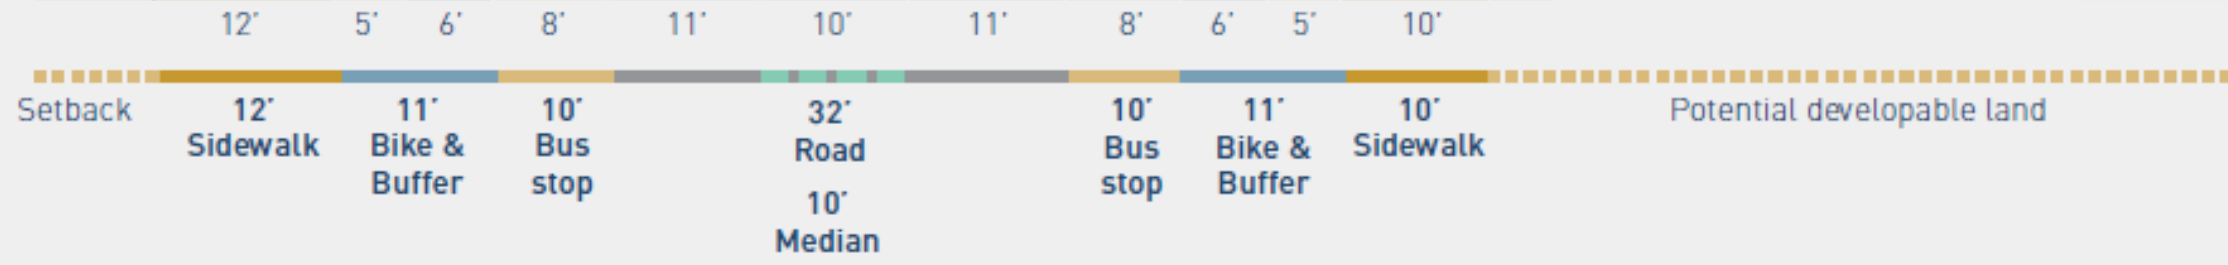 12' 5' 6' 8' 11' 10' 11' 8' 6' 5' 10'
Setback 12' 11' 10' 32' 10' 11' 10' Potential developable land
Sidewalk Bike & Bus Road Bus Bike & Sidewalk
Buffer stop stop Buffer
10'
Median